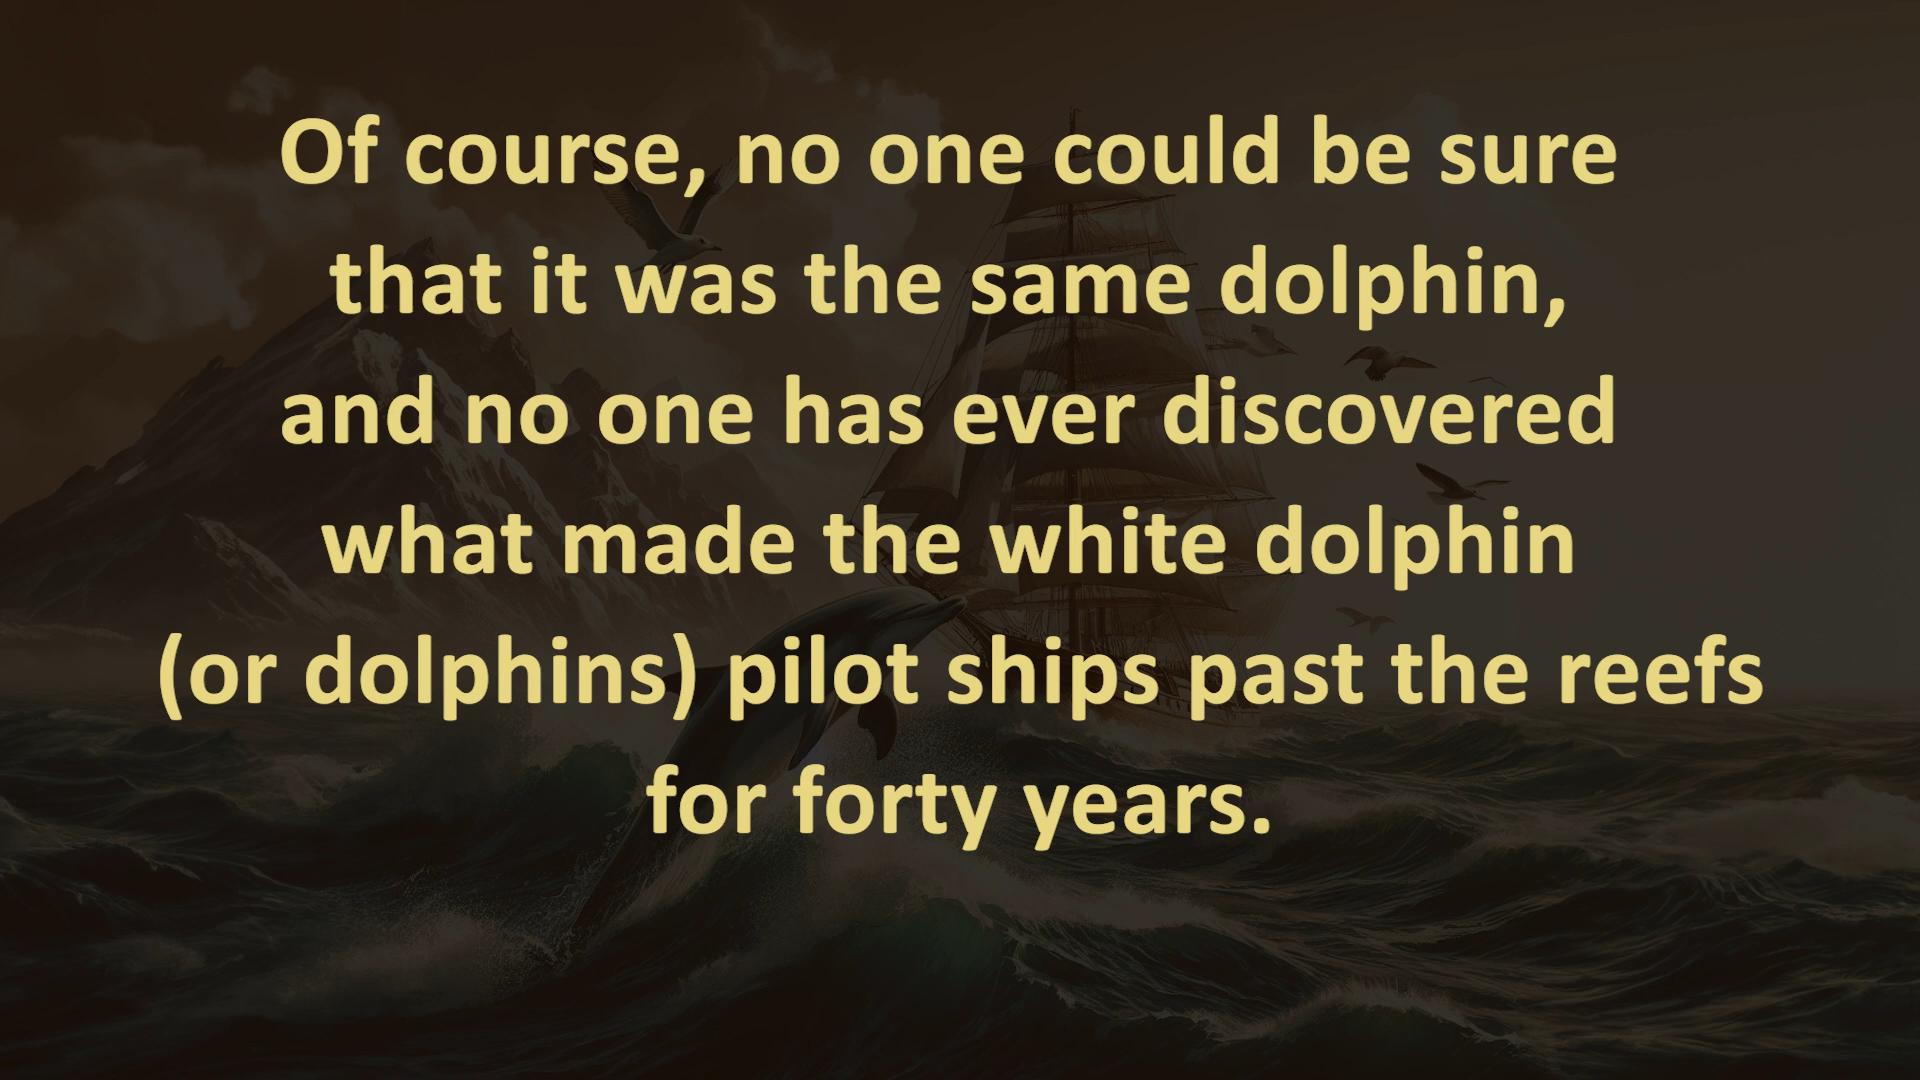 Of course, no one could be sure
that it was the same dolphin,
and no one has ever discovered
what made the white dolphin
(or dolphins) pilot ships past the reefs
for forty years.